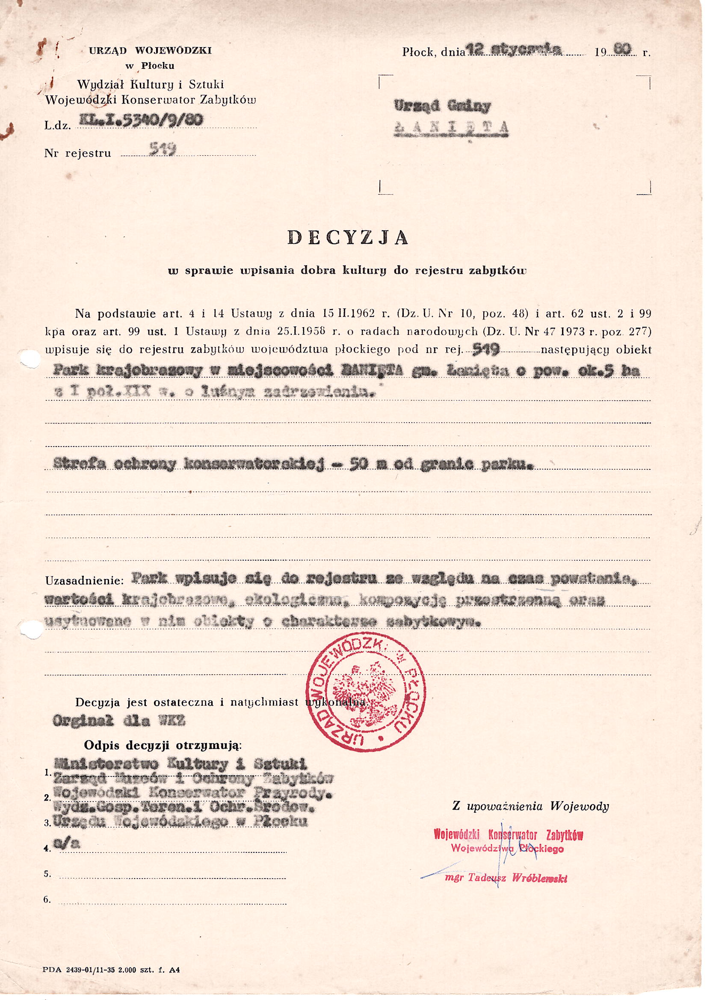 URZĄD WOJEWÓDZKI
w Płocku
Wydział Kultury i Sztuki
Wojewódzki Konserwator Zabytków
L.dz. KL.I.5340/9/80
Nr rejestru 519
Płock, dnia 12 stycznia 1980 r.
Urząd Gminy
ŁANIĘTA
DECYZJA
w sprawie wpisania dobra kultury do rejestru zabytków
Na podstawie art. 4 i 14 Ustawy z dnia 15 II.1962 r. (Dz. U. Nr 10, poz. 48) i art. 62 ust. 2 i 99
kpa oraz art. 99 ust. 1 Ustawy z dnia 25.I.1958 r. o radach narodowych (Dz. U. Nr 47 1973 r. poz. 277)
wpisuje się do rejestru zabytków województwa płockiego pod nr rej. 519 następujący obiekt
Park krajobrazowy w miejscowości ŁANIĘTA gm. Łanięta o pow. ok.5 ha
z I poł.XIX w. o luźnym zadrzewieniu.
Strefa ochrony konserwatorskiej - 50 m od granic parku.
Uzasadnienie: Park wpisuje się do rejestru ze względu na czas powstania,
wartości krajobrazowe, ekologiczne, kompozycję przestrzenną oraz
usytuowane w nim obiekty o charakterze zabytkowym.
URZĄD WOJEWÓDZKI W PŁOCKU
Decyzja jest ostateczna i natychmiast wykonalna.
Orginał dla WKZ
Odpis decyzji otrzymują:
1. Ministerstwo Kultury i Sztuki
Zarząd Muzeów i Ochrony Zabytków
2. Wojewódzki Konserwator Przyrody.
Wydz.Gosp.Teren.i Ochr.Środow.
3. Urzędu Wojewódzkiego w Płocku
4. a/a
5.
6.
Z upoważnienia Wojewody
Wojewódzki Konserwator Zabytków
Województwa Płockiego
mgr Tadeusz Wróblewski
PDA 2439-01/11-35 2.000 szt. f. A4